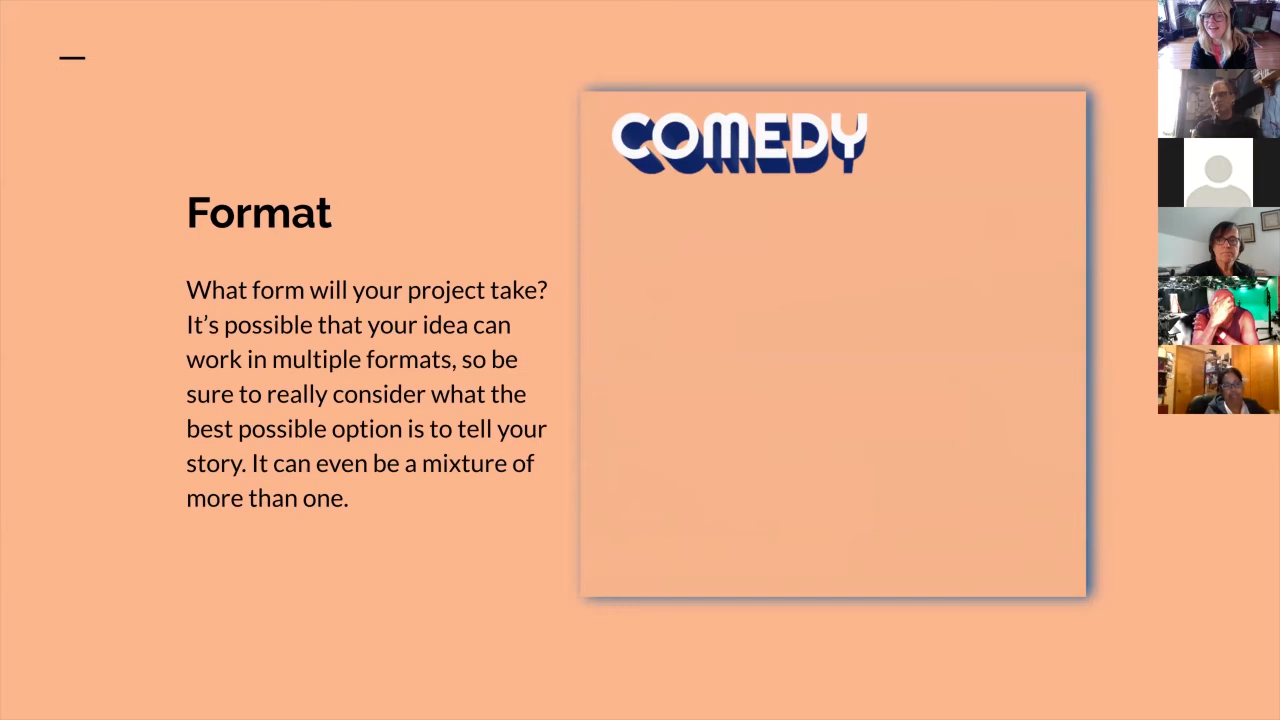 COMEDY
Format
What form will your project take?
It’s possible that your idea can
work in multiple formats, so be
sure to really consider what the
best possible option is to tell your
story. It can even be a mixture of
more than one.